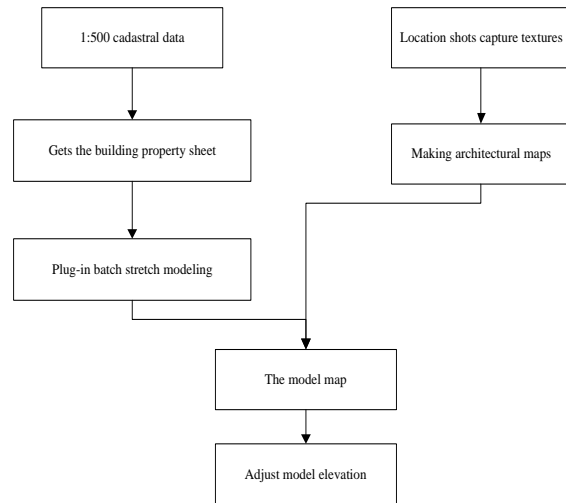 1:500 cadastral data
Location shots capture textures
Gets the building property sheet
Making architectural maps
Plug-in batch stretch modeling
The model map
Adjust model elevation